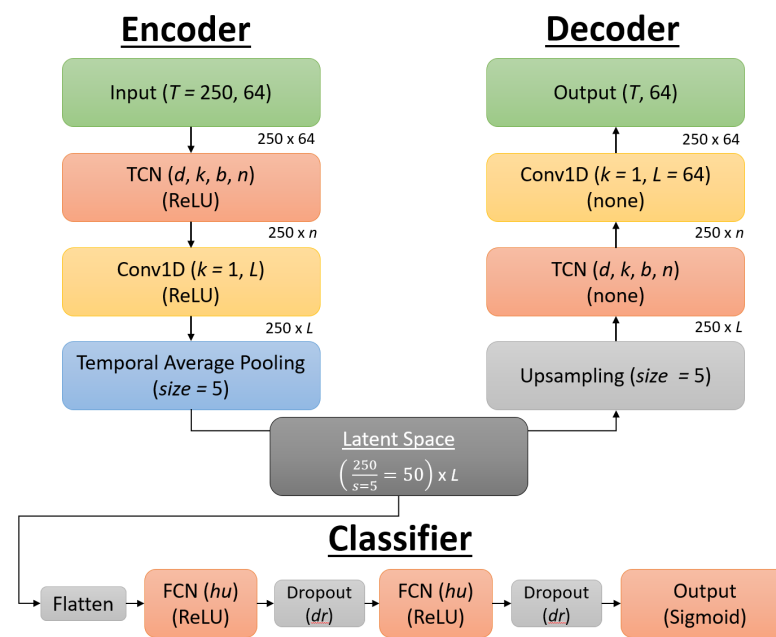 Encoder
Input (T = 250, 64)
250 x 64
TCN (d, k, b, n)
(ReLU)
250 x n
Conv1D (k = 1, L)
(ReLU)
250 x L
Temporal Average Pooling
(size = 5)
Decoder
Output (T, 64)
250 x 64
Conv1D (k = 1, L = 64)
(none)
250 x n
TCN (d, k, b, n)
(none)
250 x L
Upsampling (size = 5)
Latent Space
(250/s=5 = 50) x L
Classifier
Flatten
FCN (hu)
(ReLU)
Dropout
(dr)
FCN (hu)
(ReLU)
Dropout
(dr)
Output
(Sigmoid)